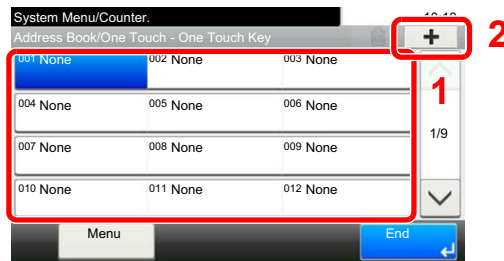 System Menu/Counter.
Address Book/One Touch - One Touch Key
+
2
001 None 002 None 003 None
1
004 None 005 None 006 None
1/9
007 None 008 None 009 None
010 None 011 None 012 None
Menu End